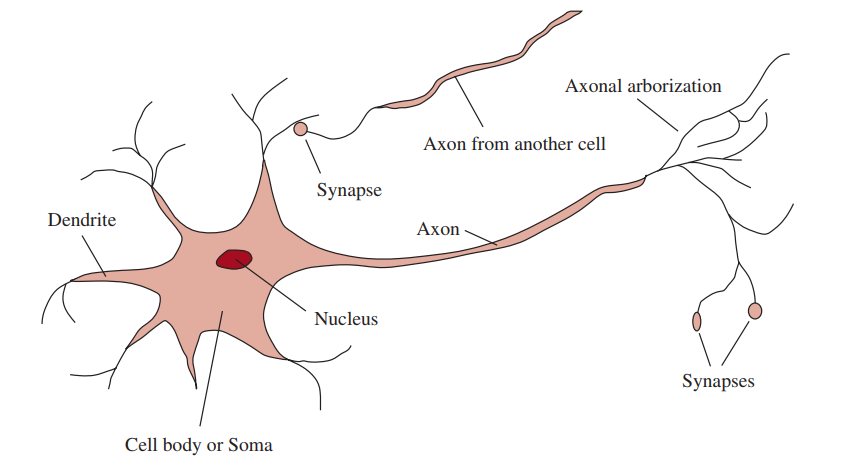 Axonal arborization
Axon from another cell
Synapse
Dendrite
Axon
Nucleus
Synapses
Cell body or Soma